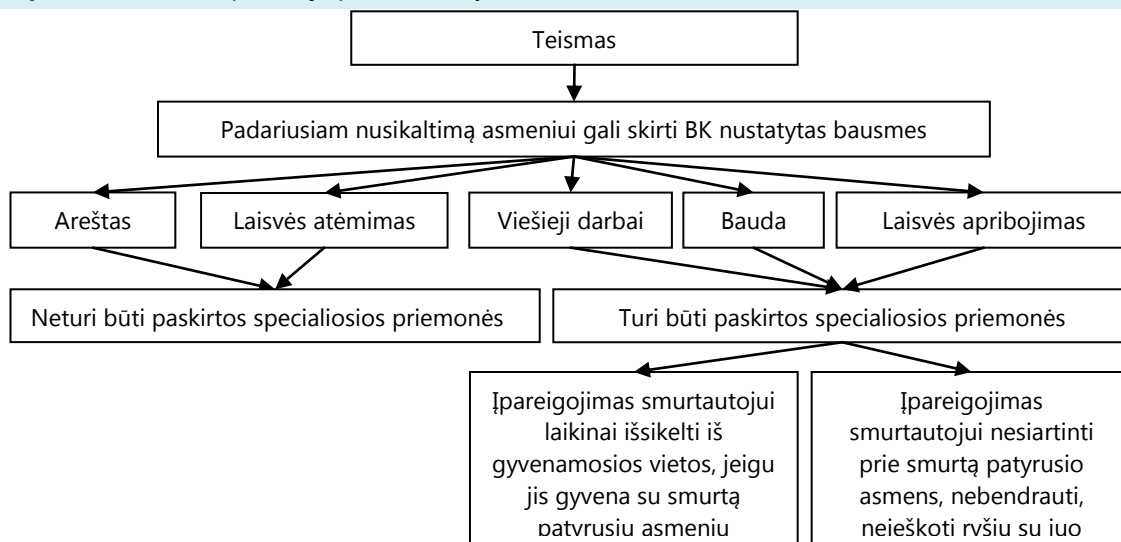 Teismas
Padariusiam nusikaltimą asmeniui gali skirti BK nustatytas bausmes
Areštas
Laisvės atėmimas
Viešieji darbai
Bauda
Laisvės apribojimas
Neturi būti paskirtos specialiosios priemonės
Turi būti paskirtos specialiosios priemonės
Įpareigojimas smurtautojui
laikinai išsikelti iš
gyvenamosios vietos, jeigu
jis gyvena su smurtą
patyrusiu asmeniu
Įpareigojimas
smurtautojui nesiartinti
prie smurtą patyrusio
asmens, nebendrauti,
neieškoti ryšių su juo